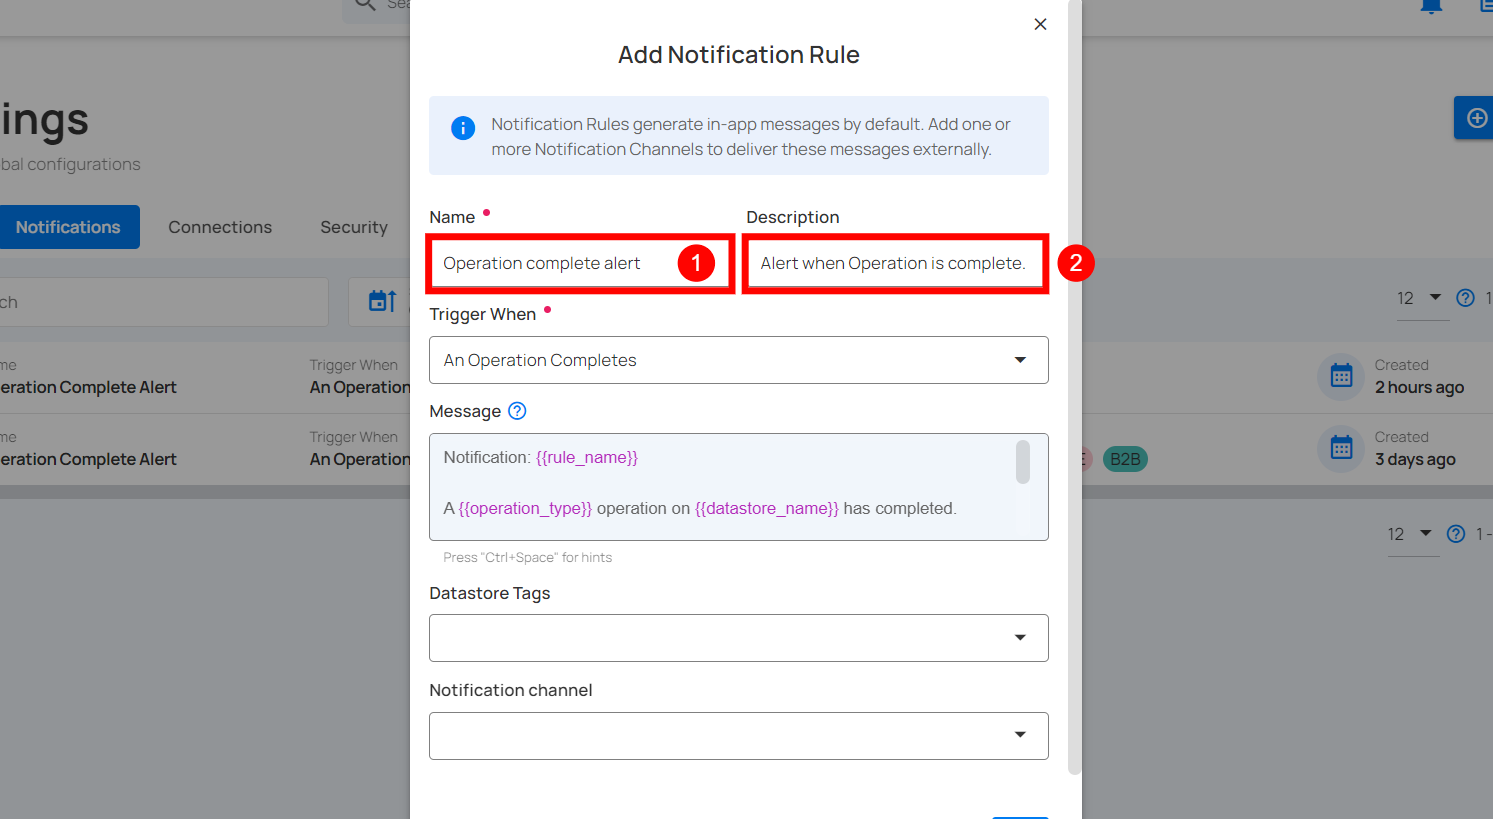 Sea
Add Notification Rule
Notification Rules generate in-app messages by default. Add one or
more Notification Channels to deliver these messages externally.
ings
bal configurations
Notifications
Connections
Security
Name
Description
Operation complete alert
1
Alert when Operation is complete.
2
ch
12
1
Trigger When
An Operation Completes
me
eration Complete Alert
Trigger When
An Operation
Created
2 hours ago
Message
Notification: {{rule_name}}
A {{operation_type}} operation on {{datastore_name}} has completed.
me
eration Complete Alert
Trigger When
An Operation
E
B2B
Created
3 days ago
12
1 -
Press "Ctrl+Space" for hints
Datastore Tags
Notification channel